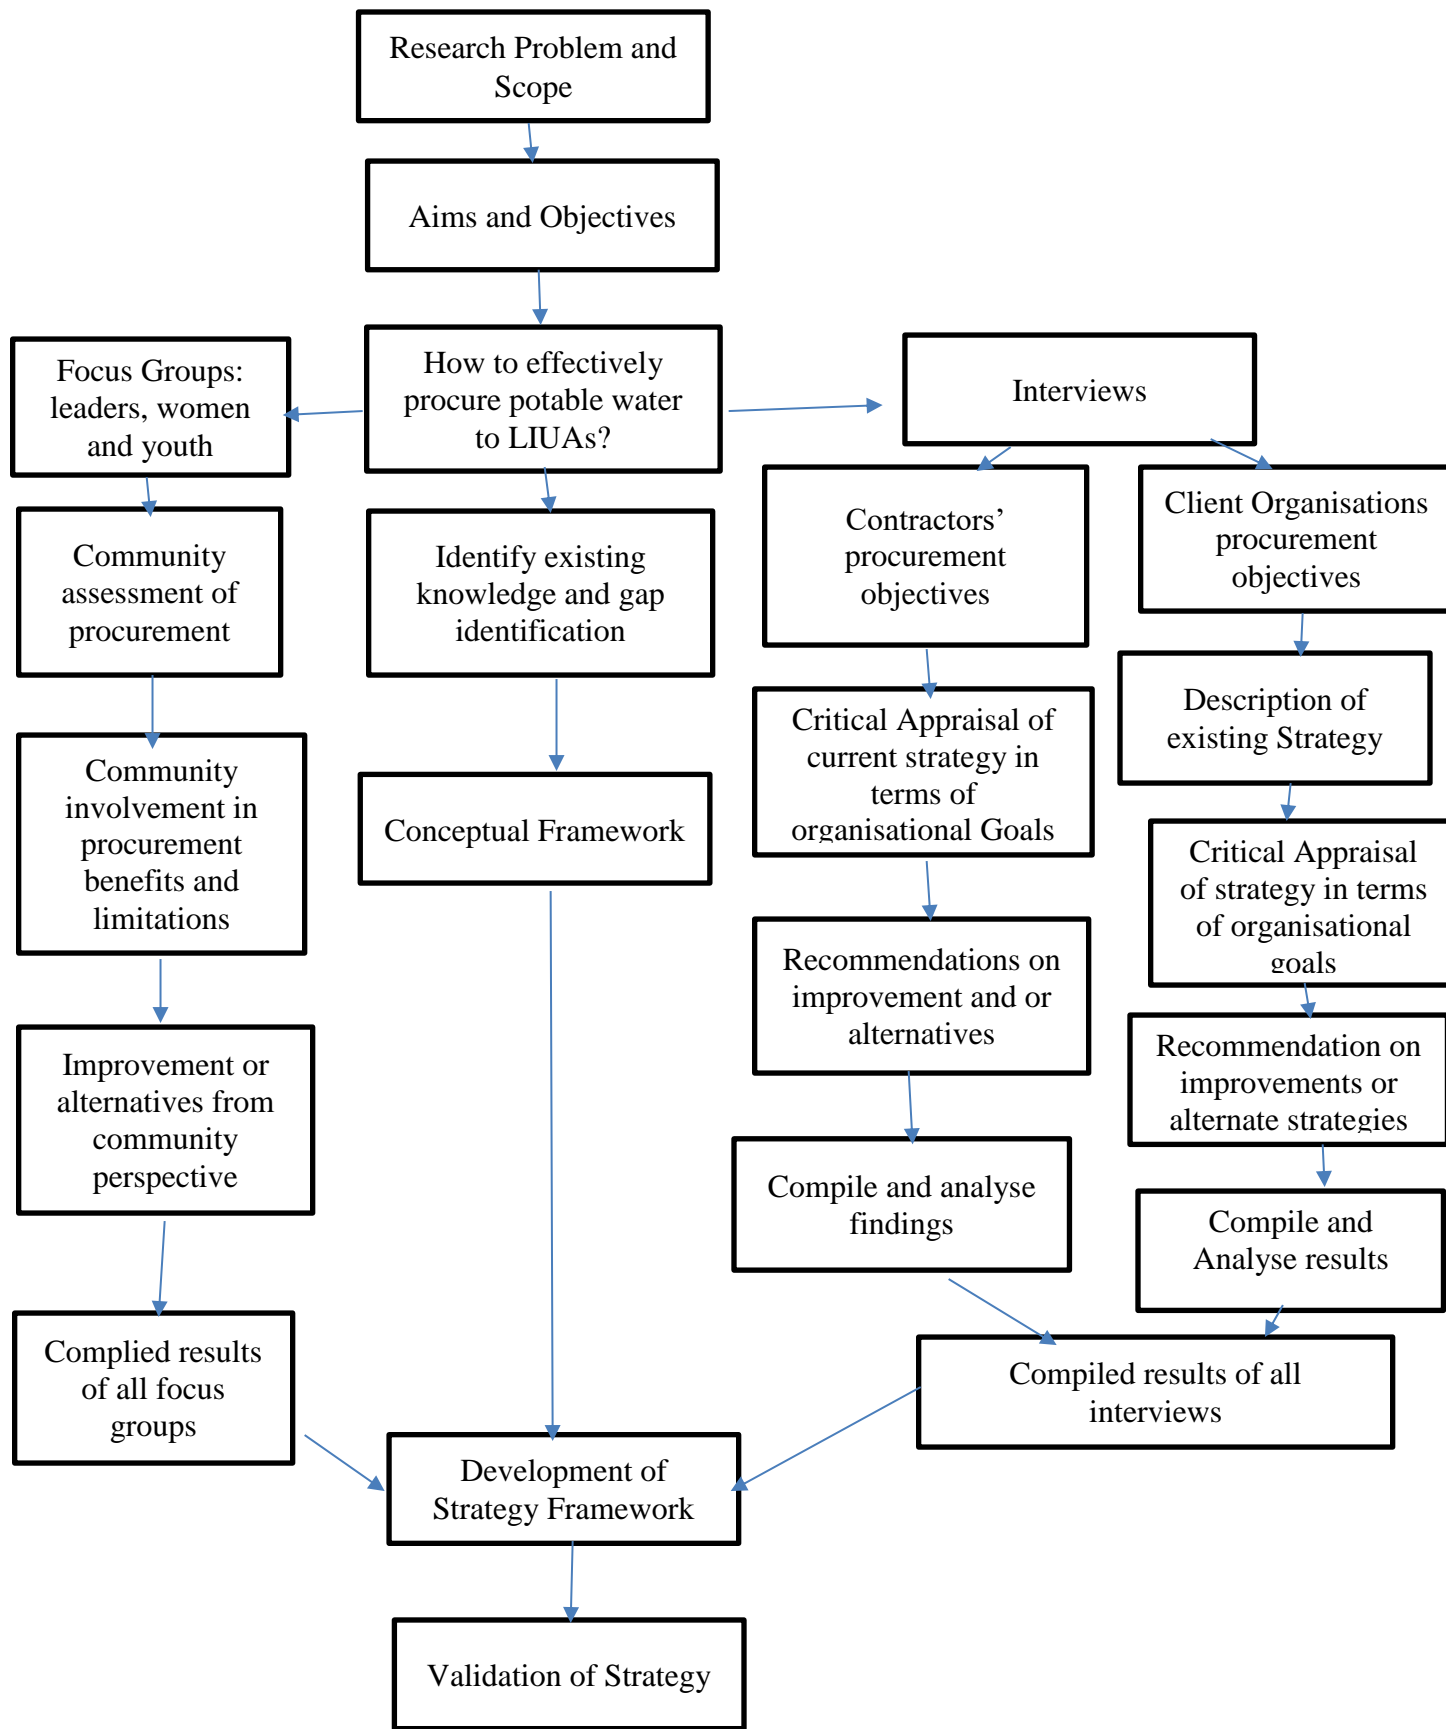 Research Problem and
Scope
Aims and Objectives
How to effectively
procure potable water
to LIUAs?
Focus Groups:
leaders, women
and youth
Interviews
Community
assessment of
procurement
Identify existing
knowledge and gap
identification
Contractors’
procurement
objectives
Client Organisations
procurement
objectives
Community
involvement in
procurement
benefits and
limitations
Conceptual Framework
Critical Appraisal of
current strategy in
terms of
organisational Goals
Description of
existing Strategy
Critical Appraisal
of strategy in terms
of organisational
goals
Improvement or
alternatives from
community
perspective
Recommendations on
improvement and or
alternatives
Recommendation on
improvements or
alternate strategies
Compile and analyse
findings
Compile and
Analyse results
Complied results
of all focus
groups
Compiled results of all
interviews
Development of
Strategy Framework
Validation of Strategy